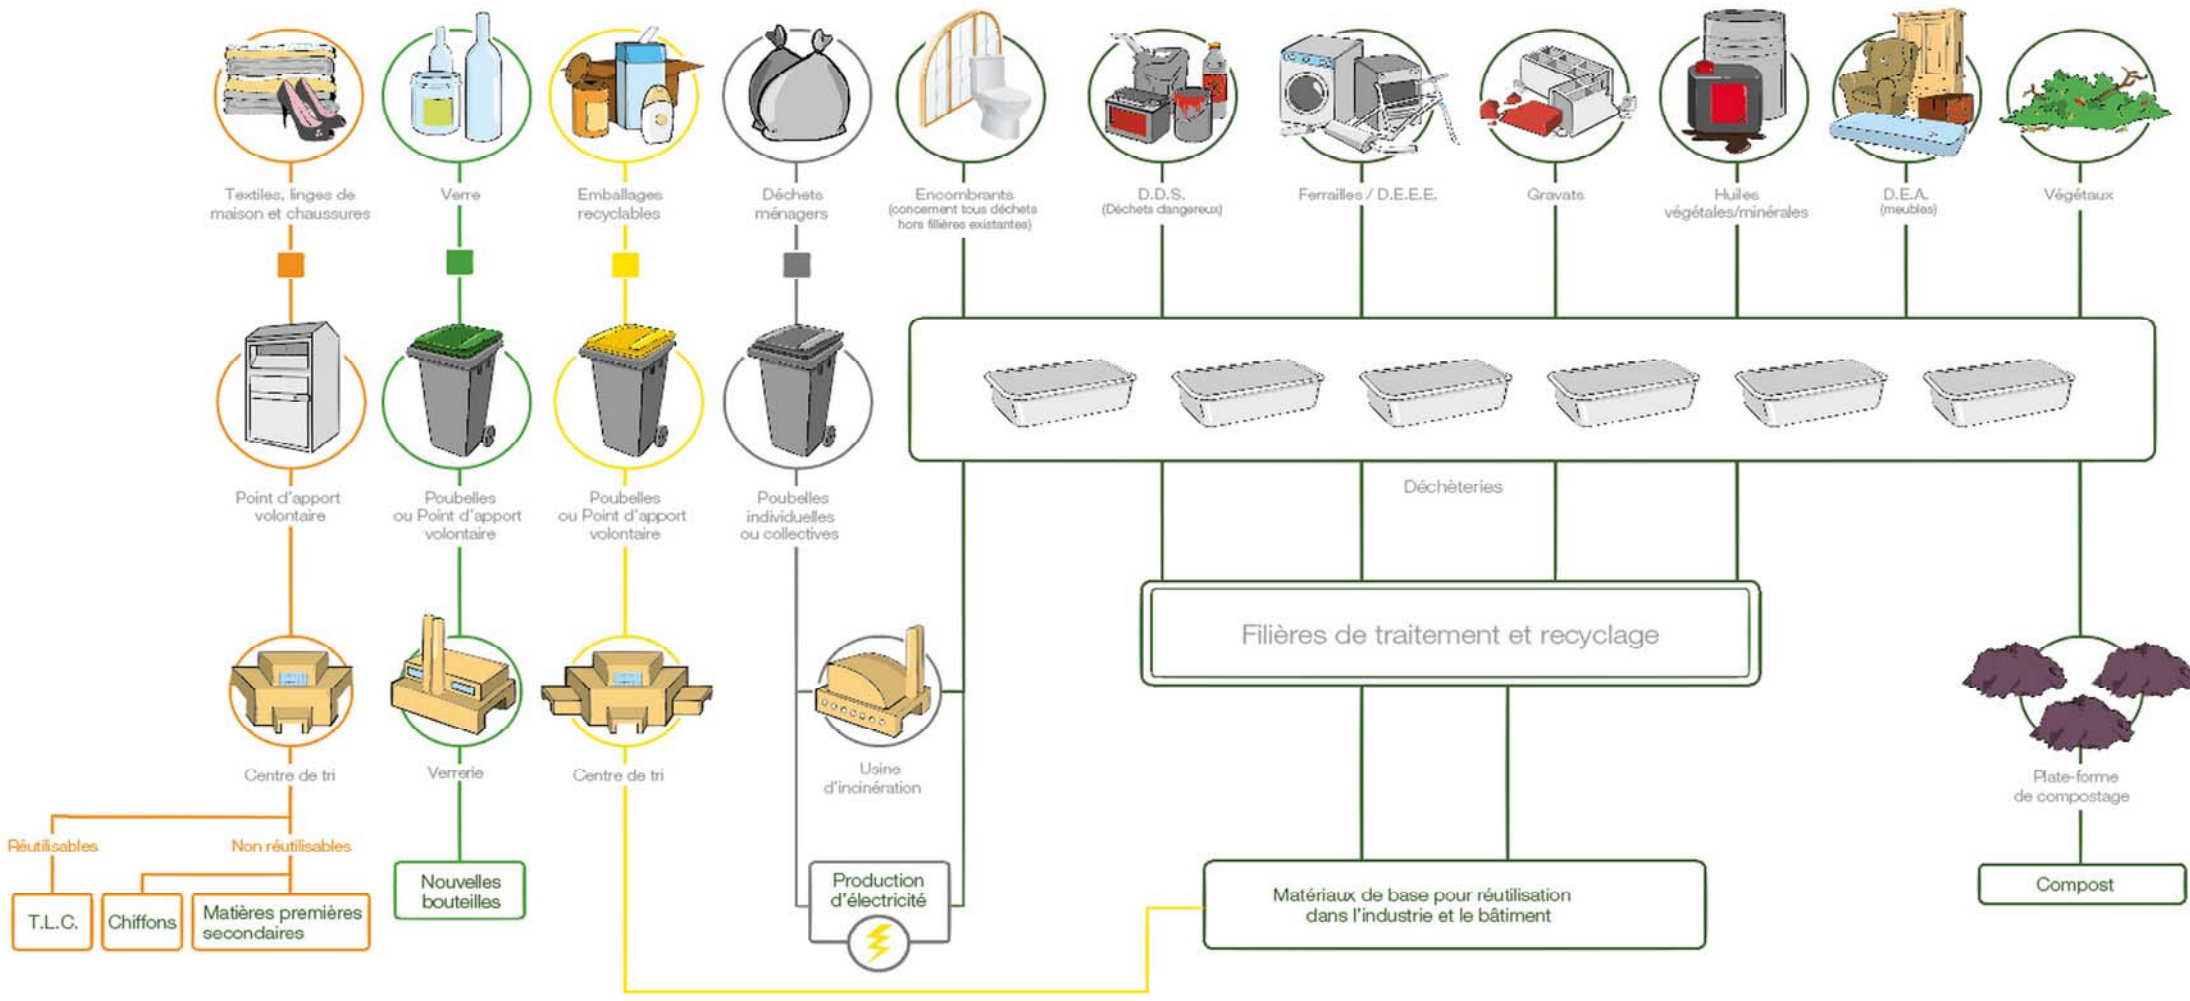 Textiles, linges de
maison et chaussures
Verre
Emballages
recyclables
Déchets
ménagers
Encombrants
(concernent tous déchets
hors filières existantes)
D.D.S.
(Déchets dangereux)
Ferrailles / D.E.E.E.
Gravats
Huiles
végétales/minérales
D.E.A.
(meubles)
Végétaux
Point d'apport
volontaire
Poubelles
ou Point d'apport
volontaire
Poubelles
ou Point d'apport
volontaire
Poubelles
individuelles
ou collectives
Déchèteries
Filières de traitement et recyclage
Centre de tri
Verrerie
Centre de tri
Usine
d'incinération
Plate-forme
de compostage
Réutilisables
Non réutilisables
T.L.C.
Chiffons
Matières premières
secondaires
Nouvelles
bouteilles
Production
d'électricité
Matériaux de base pour réutilisation
dans l'industrie et le bâtiment
Compost